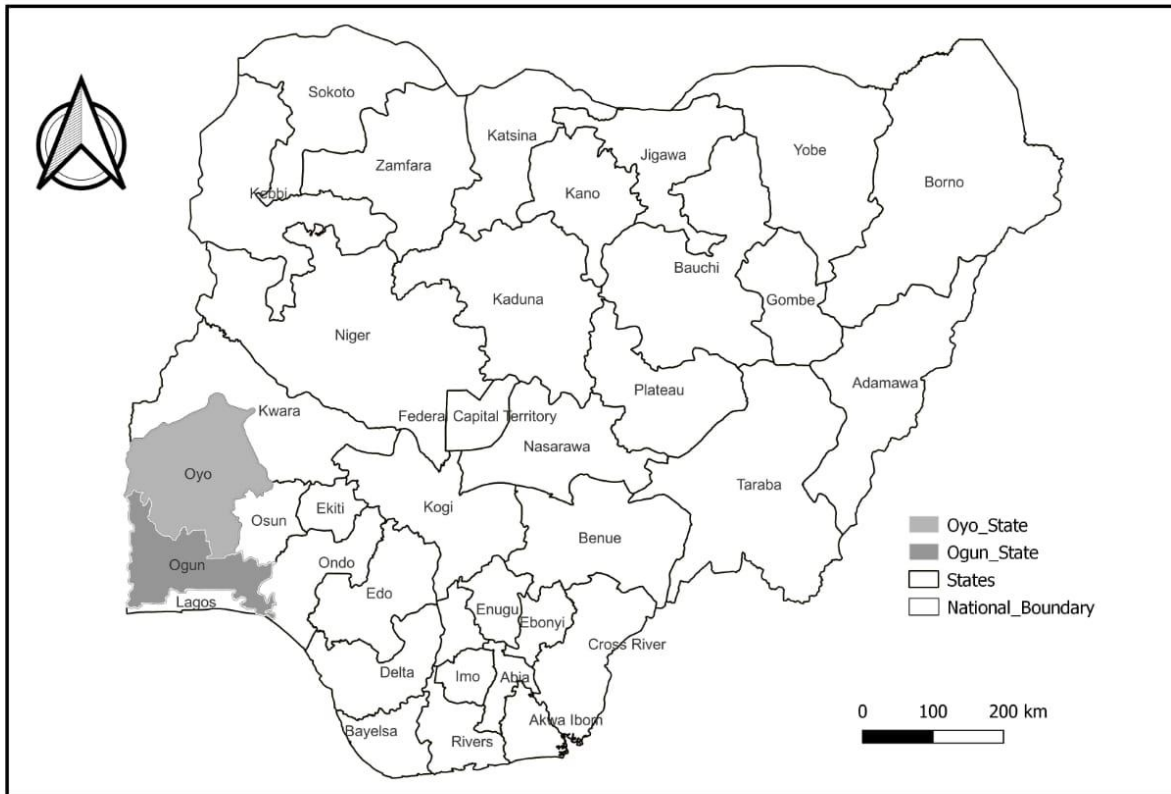 Sokoto
Katsina
Zamfara
Jigawa
Yobe
Borno
Kebbi
Kano
Bauchi
Kaduna
Gombe
Niger
Adamawa
Plateau
Kwara
Federal Capital Territory
Nasarawa
Oyo
Taraba
Osun
Ekiti
Kogi
Benue
Ogun
Ondo
Edo
Lagos
Enugu
Ebonyi
Cross River
Delta
Imo
Abia
Bayelsa
Rivers
Akwa Ibom
Oyo_State
Ogun_State
States
National_Boundary
0 100 200 km